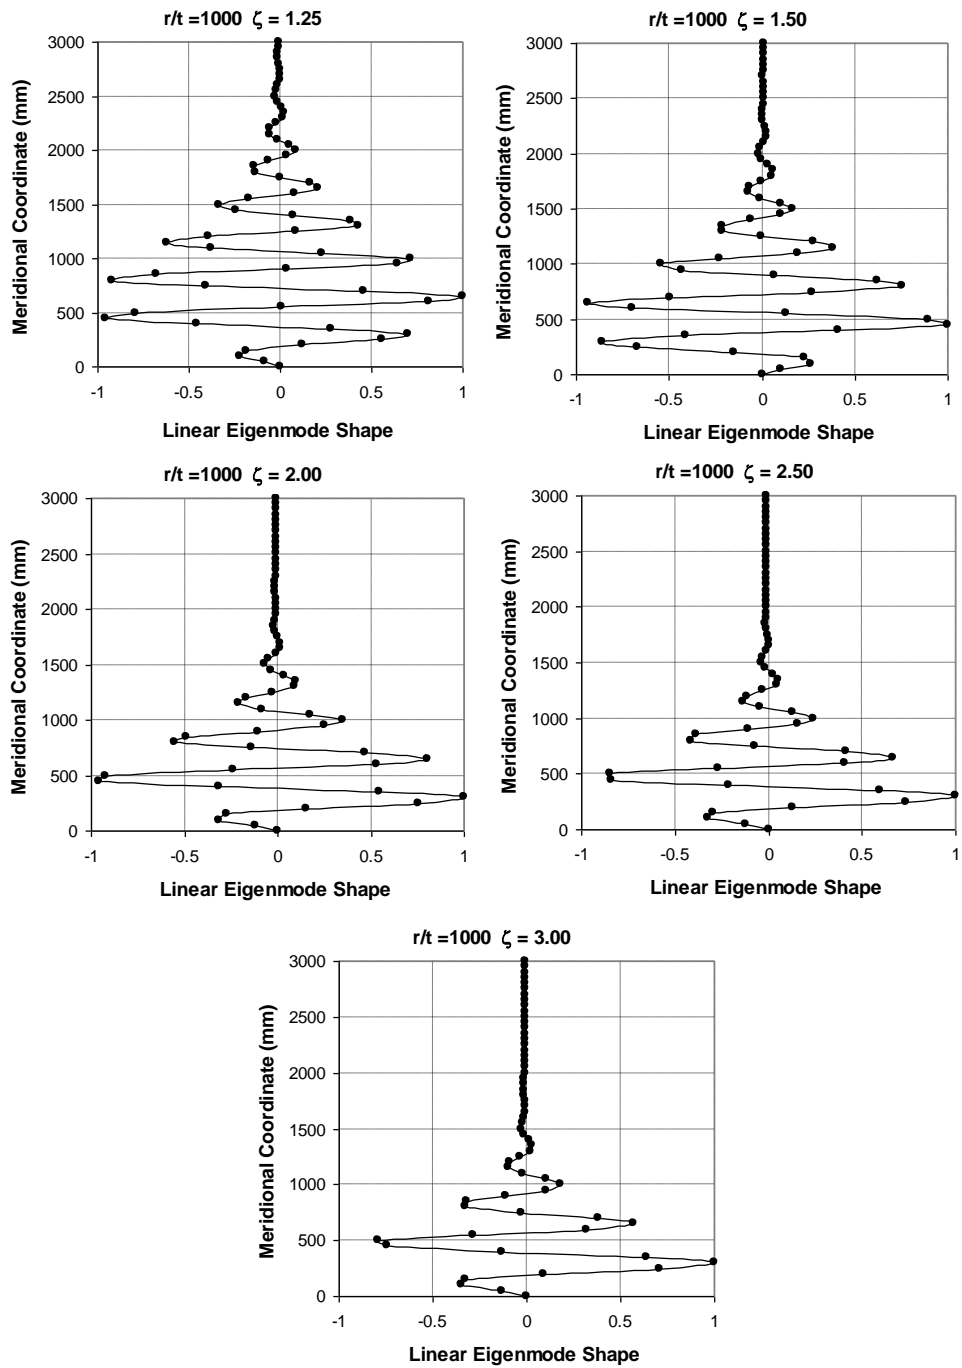 r/t =1000 ζ = 1.25
Meridional Coordinate (mm)
3000
2500
2000
1500
1000
500
0
-1 -0.5 0 0.5 1
Linear Eigenmode Shape
r/t =1000 ζ = 1.50
Meridional Coordinate (mm)
3000
2500
2000
1500
1000
500
0
-1 -0.5 0 0.5 1
Linear Eigenmode Shape
r/t =1000 ζ = 2.00
Meridional Coordinate (mm)
3000
2500
2000
1500
1000
500
0
-1 -0.5 0 0.5 1
Linear Eigenmode Shape
r/t =1000 ζ = 2.50
Meridional Coordinate (mm)
3000
2500
2000
1500
1000
500
0
-1 -0.5 0 0.5 1
Linear Eigenmode Shape
r/t =1000 ζ = 3.00
Meridional Coordinate (mm)
3000
2500
2000
1500
1000
500
0
-1 -0.5 0 0.5 1
Linear Eigenmode Shape